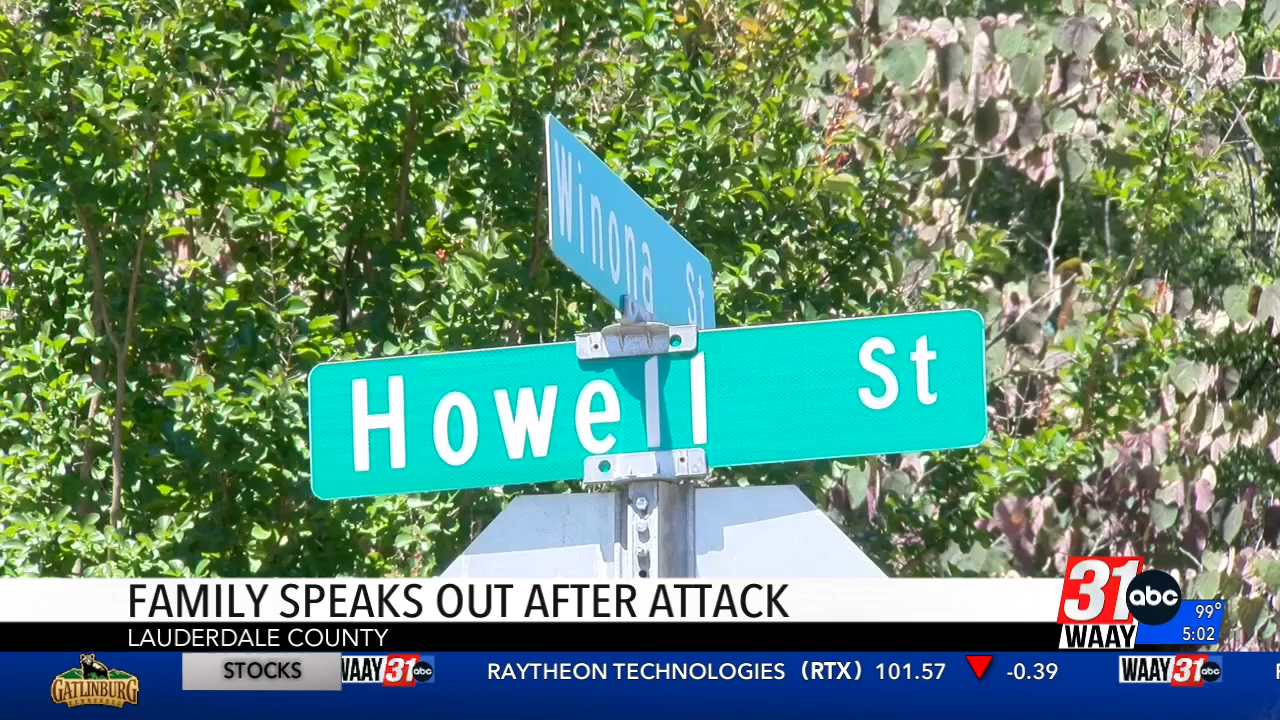 Winona St
Howell St
FAMILY SPEAKS OUT AFTER ATTACK
LAUDERDALE COUNTY
31
WAAY
abc
99°
5:02
GATLINBURG
TENNESSEE
STOCKS
WAAY 31 abc
RAYTHEON TECHNOLOGIES (RTX) 101.57 -0.39
WAAY 31 abc